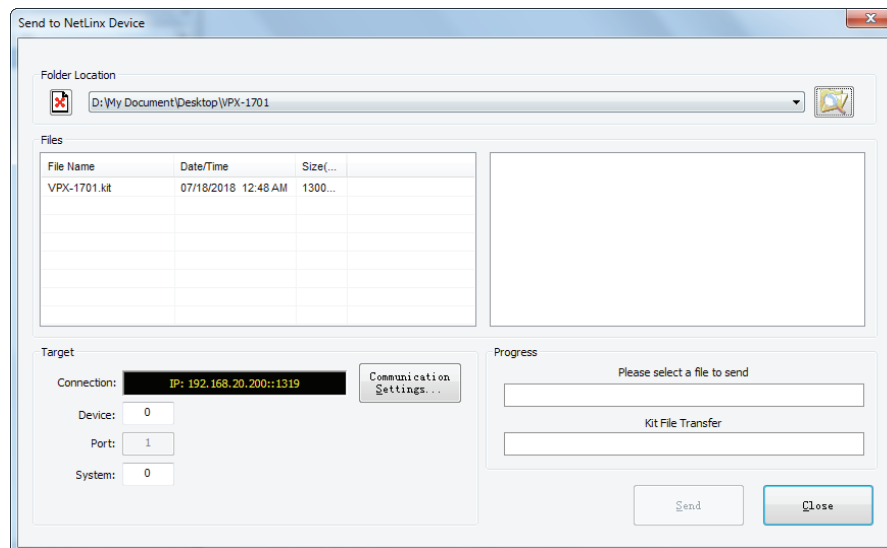 Send to NetLinx Device
Folder Location
D:\My Document\Desktop\VPX-1701
Files
File Name Date/Time Size(...
VPX-1701.kit 07/18/2018 12:48 AM 1300...
Target
Connection: IP: 192.168.20.200::1319
Communication
Settings...
Device: 0
Port: 1
System: 0
Progress
Please select a file to send
Kit File Transfer
Send Close